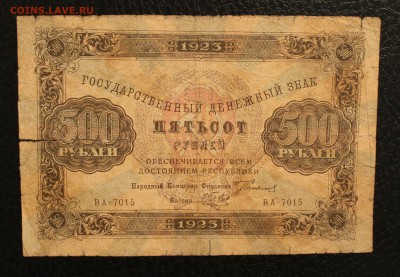 COINS.LAVE.RU
1923
ГОСУДАРСТВЕННЫЙ ДЕНЕЖНЫЙ ЗНАК
500 РУБЛЕЙ
ПЯТЬСОТ
РУБЛЕЙ
500 РУБЛЕЙ
ОБЕСПЕЧИВАЕТСЯ ВСЕМ
ДОСТОЯНИЕМ РЕСПУБЛИКИ
Народный Комиссар Финансов
Кассир
ВА-7015
ВА-7015
1923